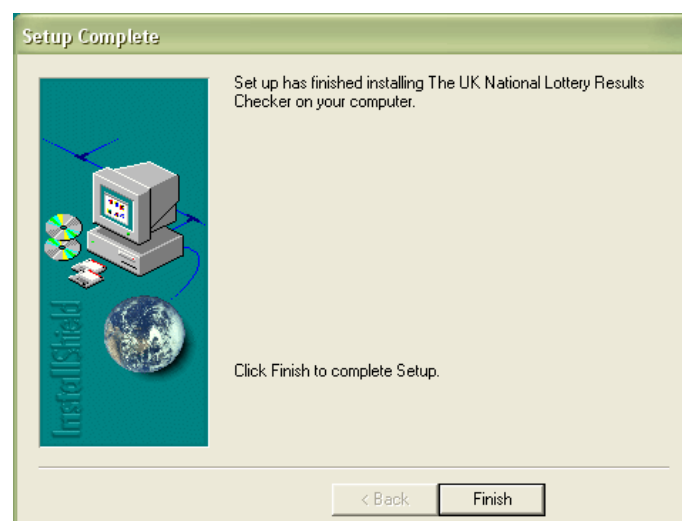 Setup Complete
Set up has finished installing The UK National Lottery Results
Checker on your computer.
InstallShield
Click Finish to complete Setup.
< Back
Finish